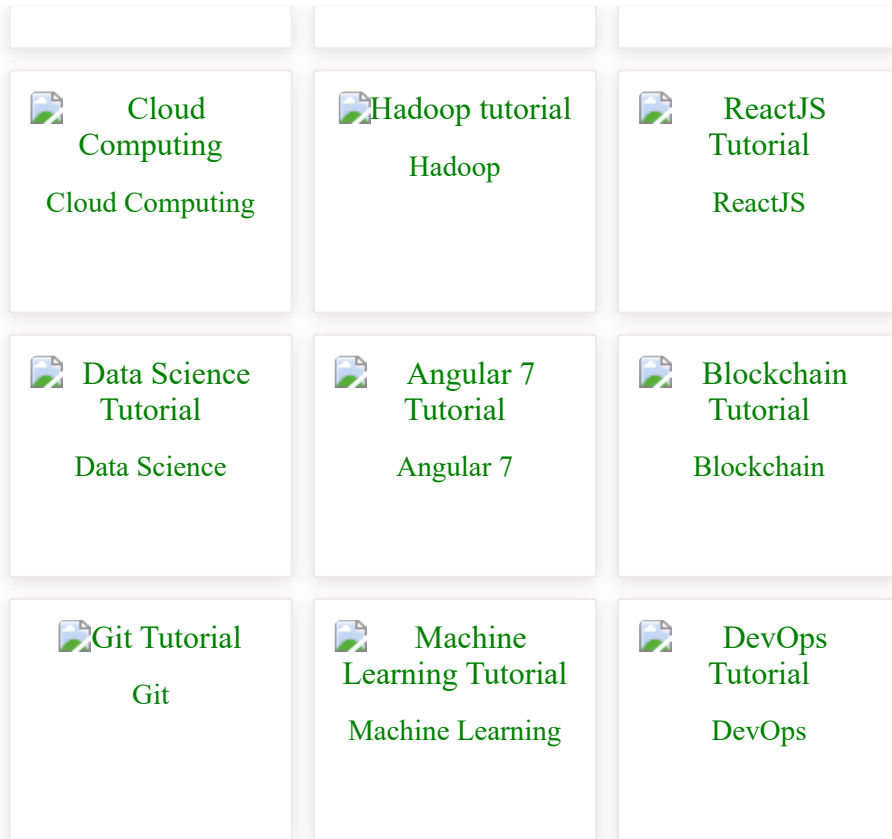 Cloud
Computing
Cloud Computing
Hadoop tutorial
Hadoop
ReactJS
Tutorial
ReactJS
Data Science
Tutorial
Data Science
Angular 7
Tutorial
Angular 7
Blockchain
Tutorial
Blockchain
Git Tutorial
Git
Machine
Learning Tutorial
Machine Learning
DevOps
Tutorial
DevOps